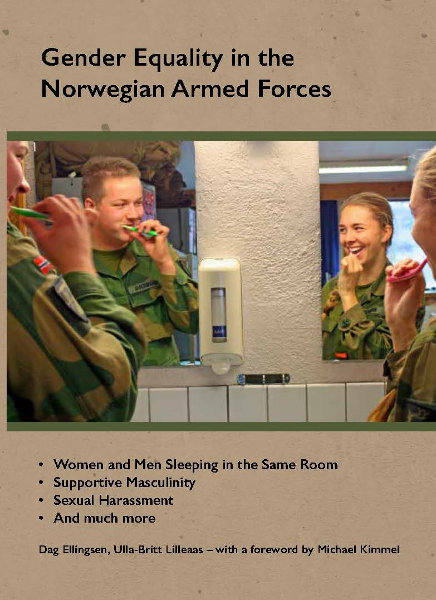 Gender Equality in the
Norwegian Armed Forces
• Women and Men Sleeping in the Same Room
• Supportive Masculinity
• Sexual Harassment
• And much more
Dag Ellingsen, Ulla-Britt Lilleaas – with a foreword by Michael Kimmel